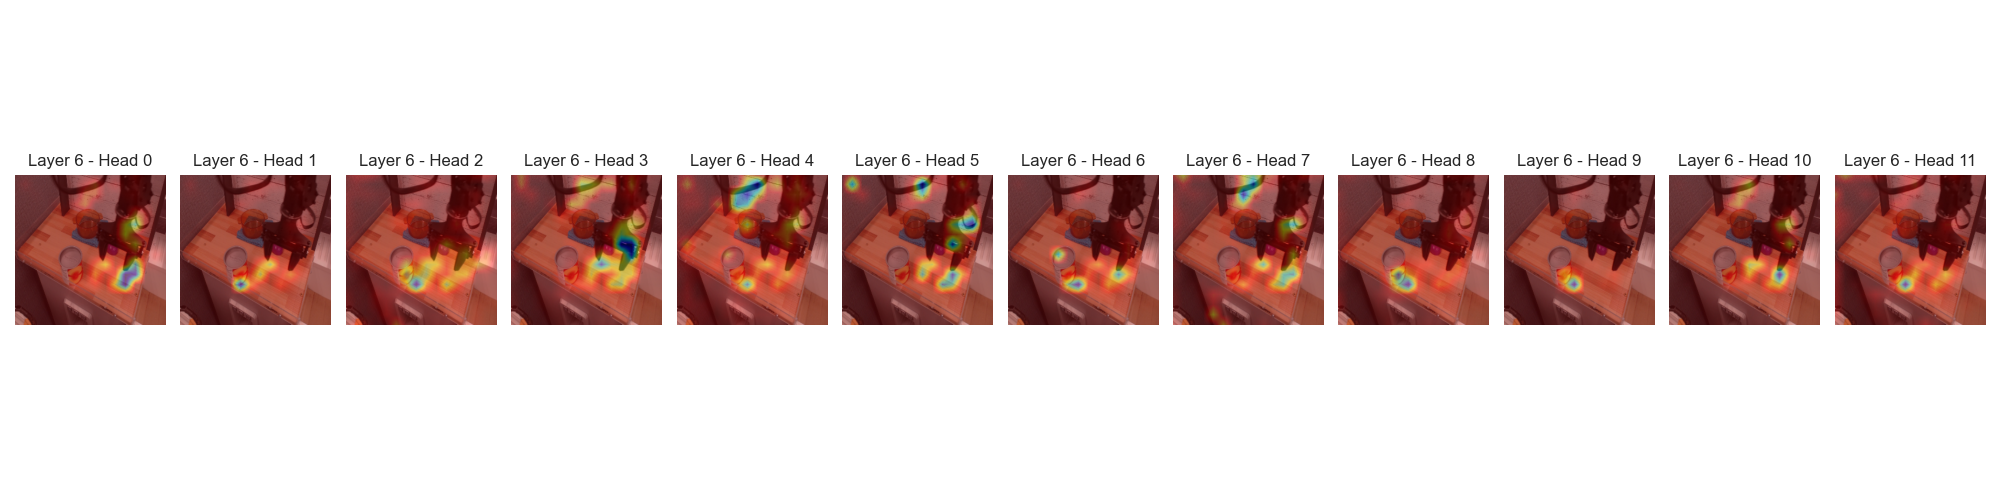 Layer 6 - Head 0
Layer 6 - Head 1
Layer 6 - Head 2
Layer 6 - Head 3
Layer 6 - Head 4
Layer 6 - Head 5
Layer 6 - Head 6
Layer 6 - Head 7
Layer 6 - Head 8
Layer 6 - Head 9
Layer 6 - Head 10
Layer 6 - Head 11